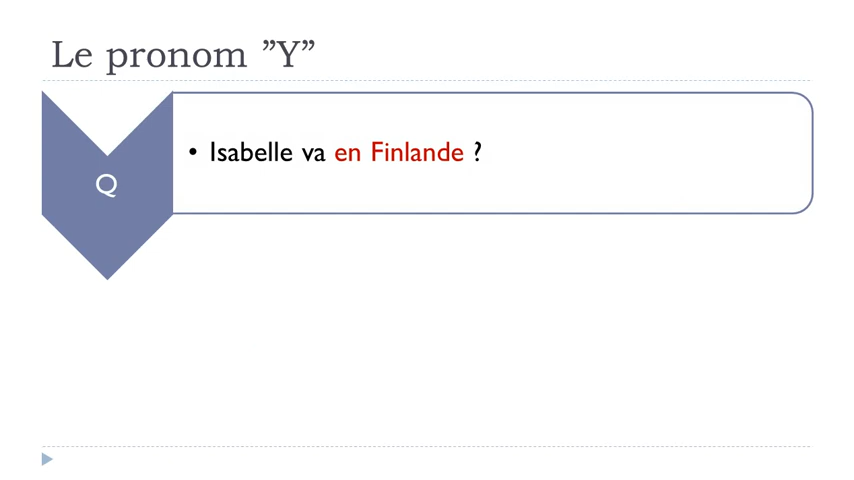 Le pronom ”Y”
Q
• Isabelle va en Finlande ?